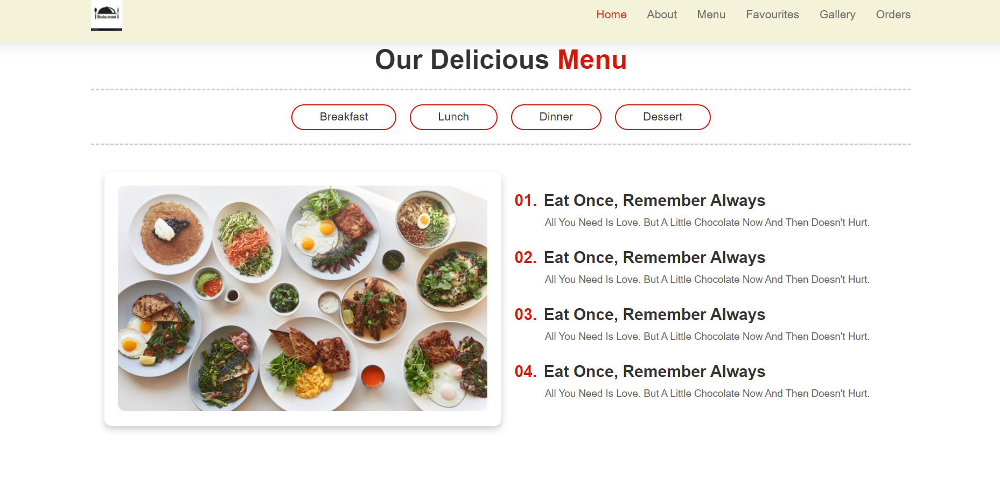 Restaurant
Home About Menu Favourites Gallery Orders
Our Delicious Menu
Breakfast Lunch Dinner Dessert
01. Eat Once, Remember Always
All You Need Is Love. But A Little Chocolate Now And Then Doesn't Hurt.
02. Eat Once, Remember Always
All You Need Is Love. But A Little Chocolate Now And Then Doesn't Hurt.
03. Eat Once, Remember Always
All You Need Is Love. But A Little Chocolate Now And Then Doesn't Hurt.
04. Eat Once, Remember Always
All You Need Is Love. But A Little Chocolate Now And Then Doesn't Hurt.